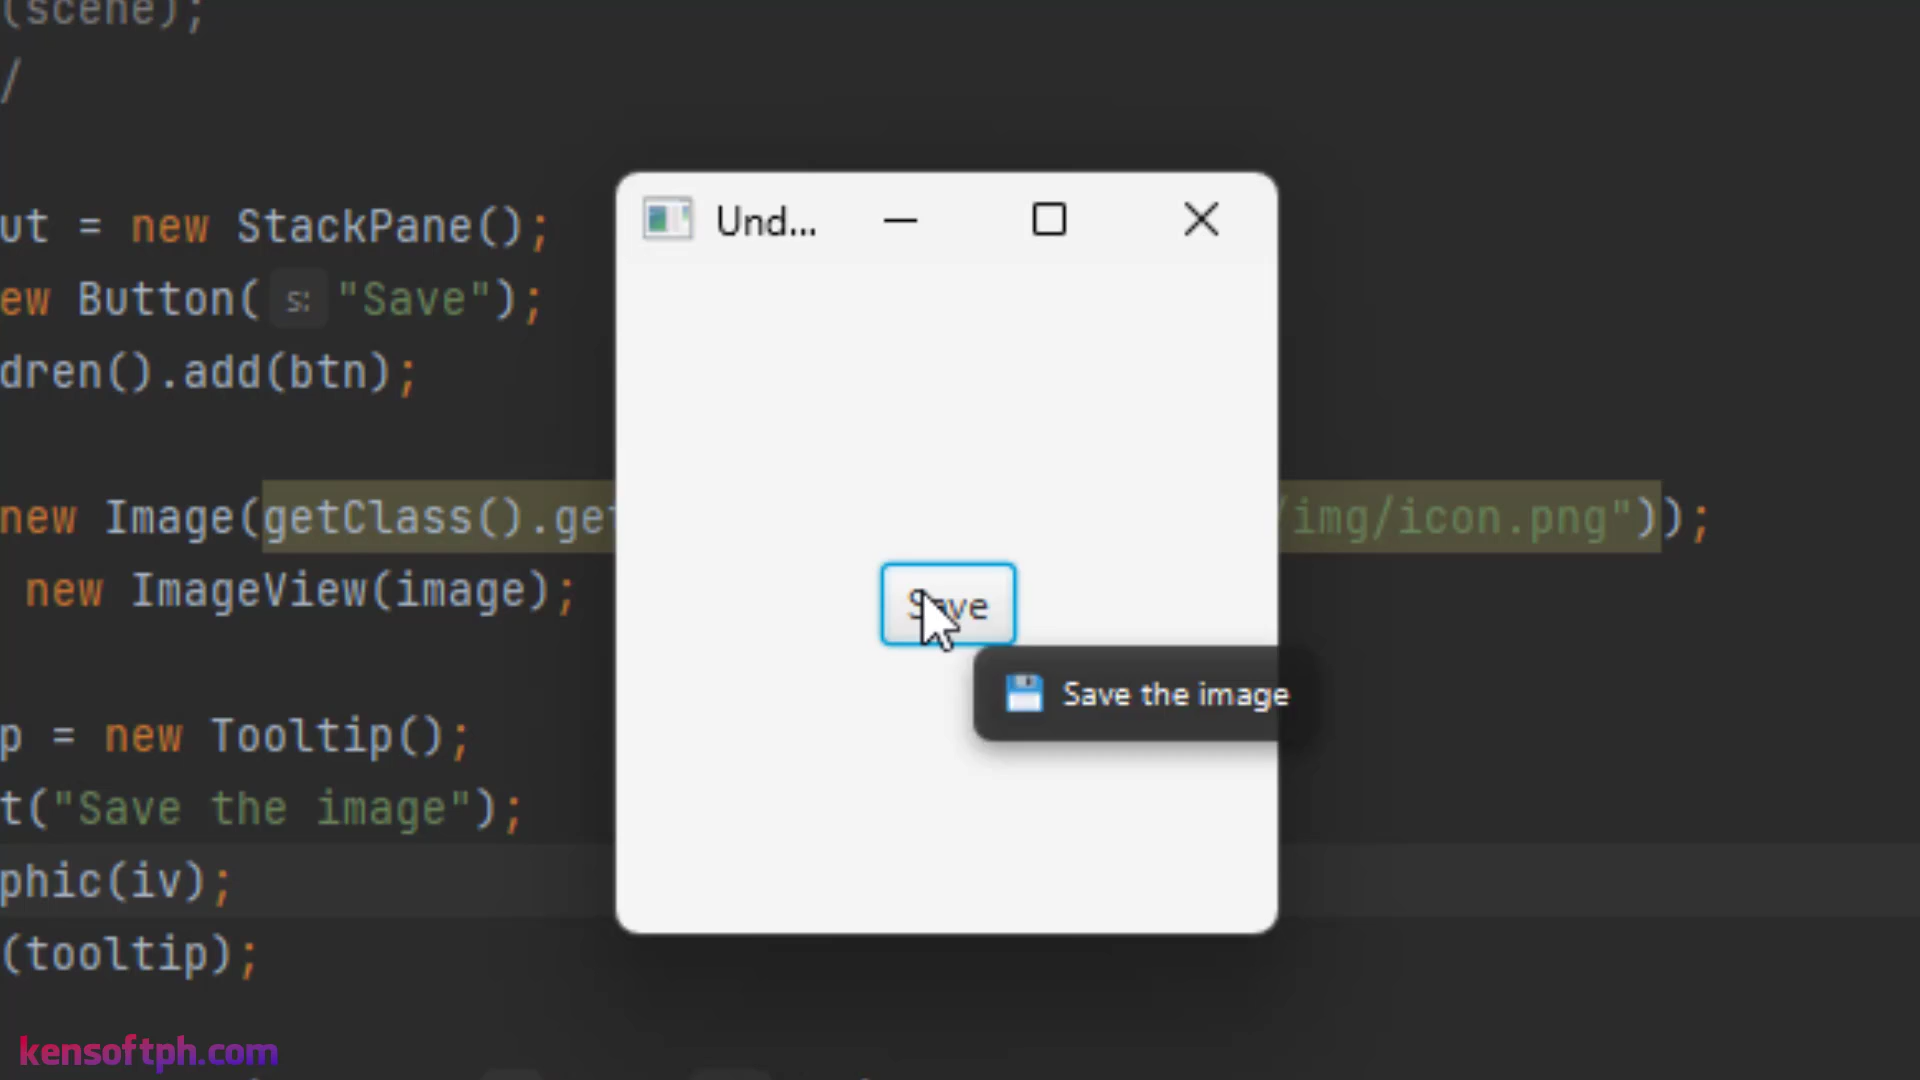 (scene);
/
ut = new StackPane();
Und...
ew Button( s: "Save");
dren().add(btn);
new Image(getClass().get
/img/icon.png"));
new ImageView(image);
Save
Save the image
p = new Tooltip();
t("Save the image");
phic(iv);
(tooltip);
kensoftph.com